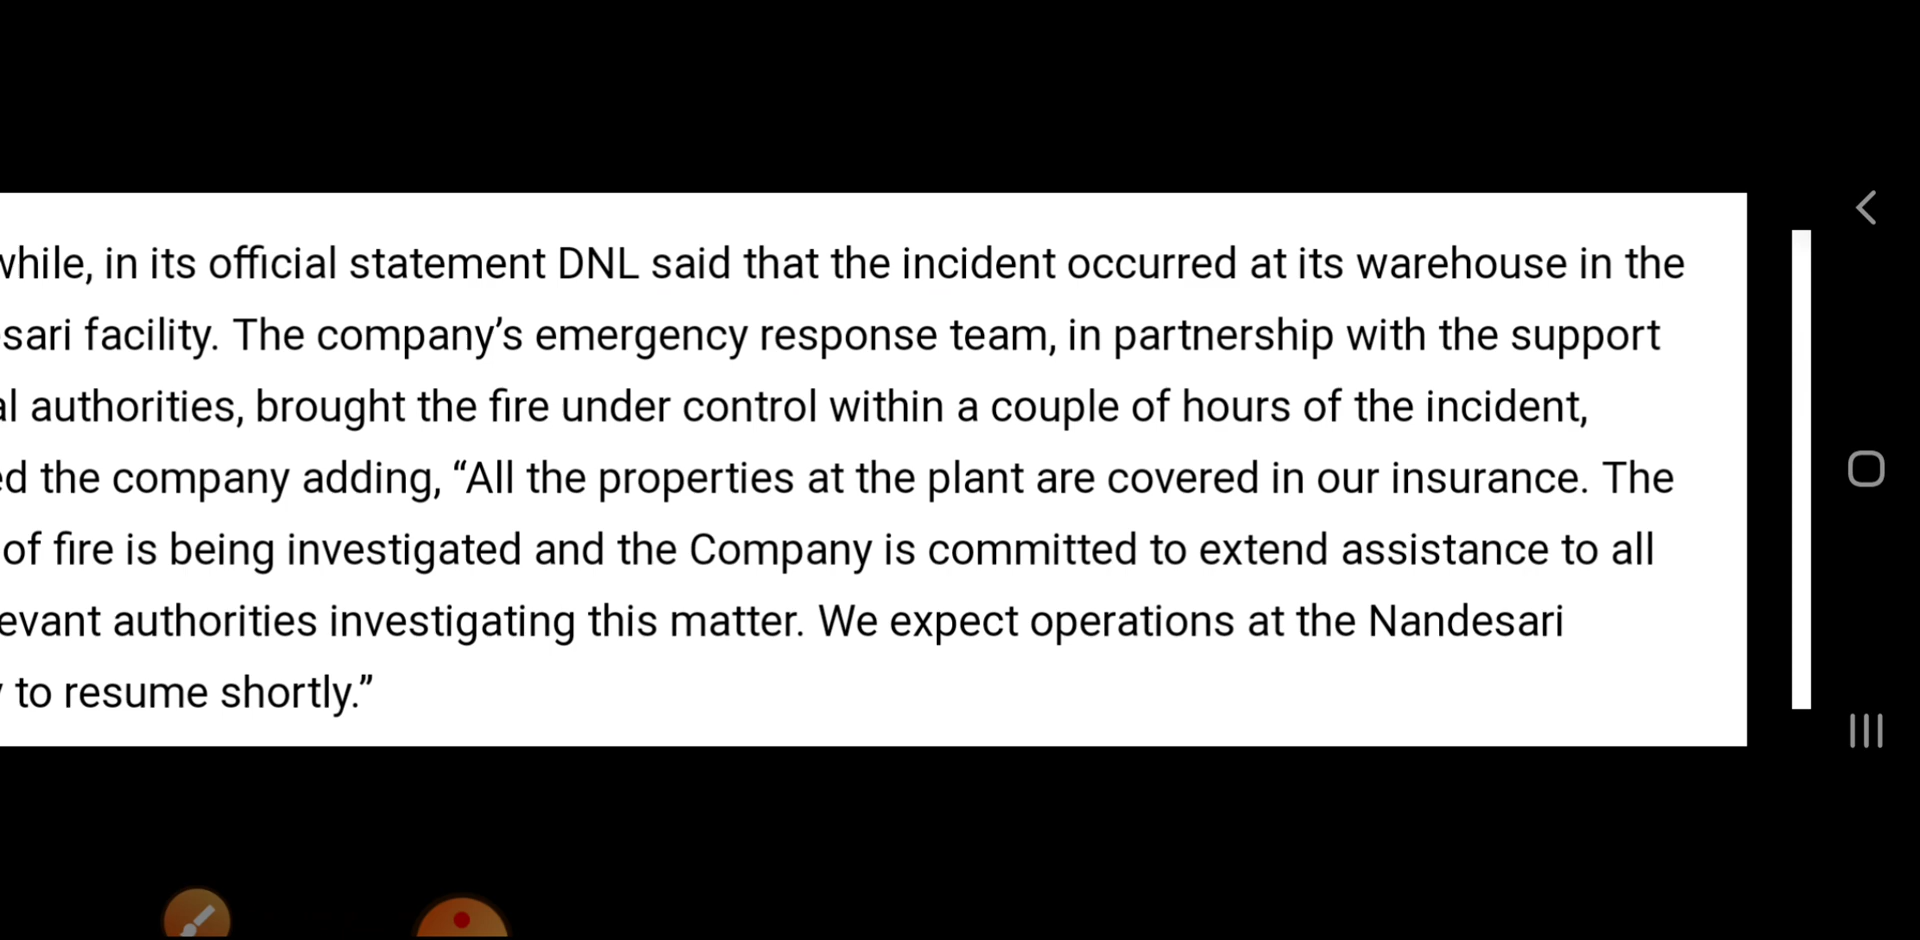 while, in its official statement DNL said that the incident occurred at its warehouse in the
sari facility. The company’s emergency response team, in partnership with the support
al authorities, brought the fire under control within a couple of hours of the incident,
ed the company adding, “All the properties at the plant are covered in our insurance. The
of fire is being investigated and the Company is committed to extend assistance to all
evant authorities investigating this matter. We expect operations at the Nandesari
to resume shortly.”